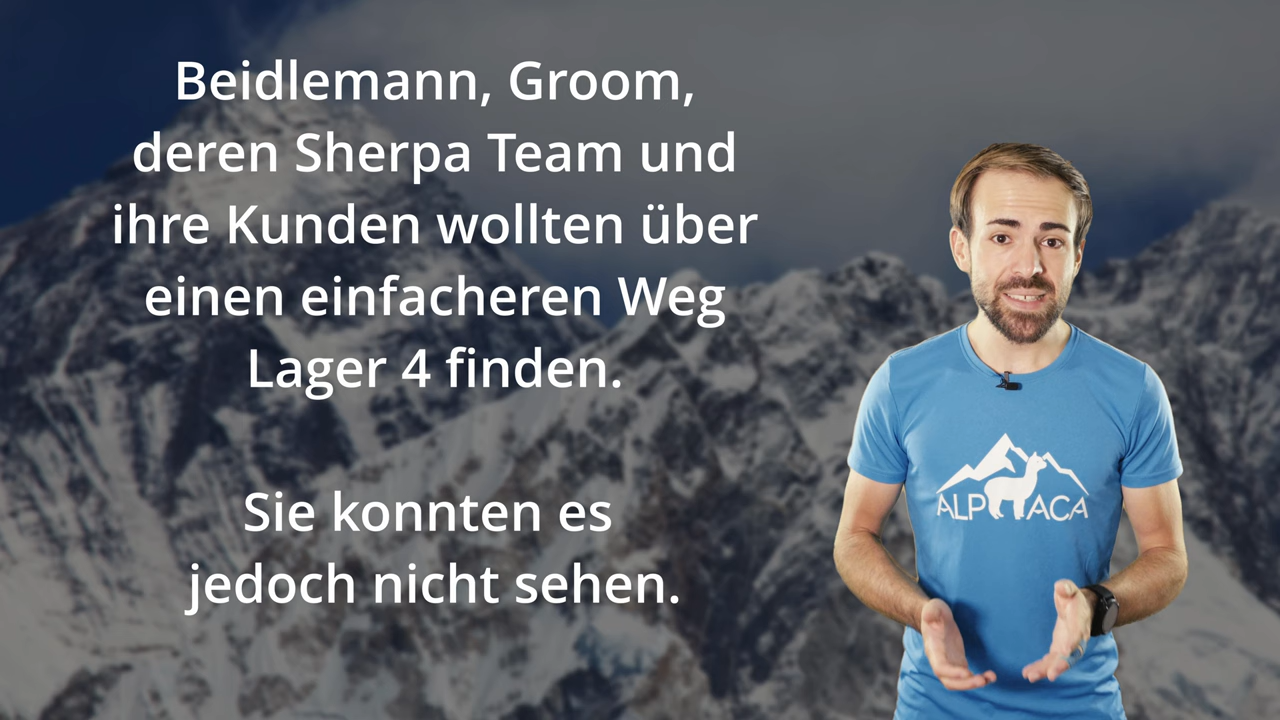 Beidlemann, Groom,
deren Sherpa Team und
ihre Kunden wollten über
einen einfacheren Weg
Lager 4 finden.
Sie konnten es
jedoch nicht sehen.
ALPACA